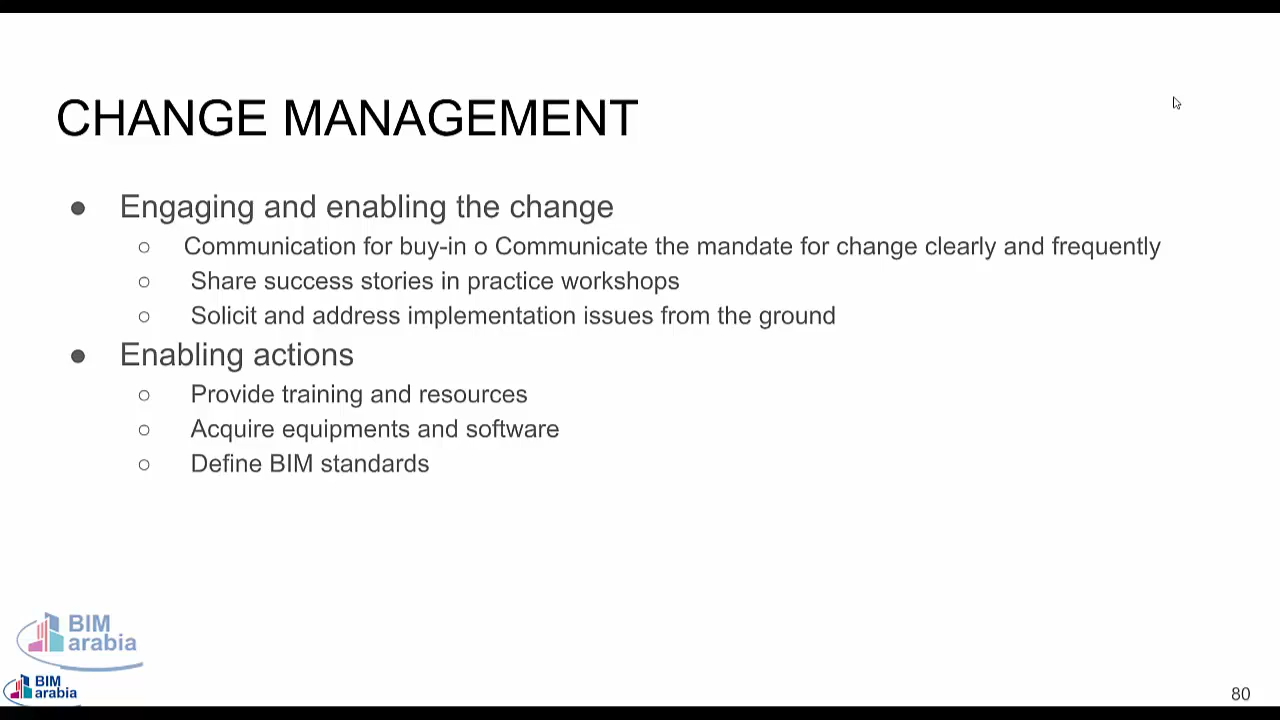 CHANGE MANAGEMENT
● Engaging and enabling the change
○ Communication for buy-in o Communicate the mandate for change clearly and frequently
○ Share success stories in practice workshops
○ Solicit and address implementation issues from the ground
● Enabling actions
○ Provide training and resources
○ Acquire equipments and software
○ Define BIM standards
BIM
arabia
BIM
arabia
80